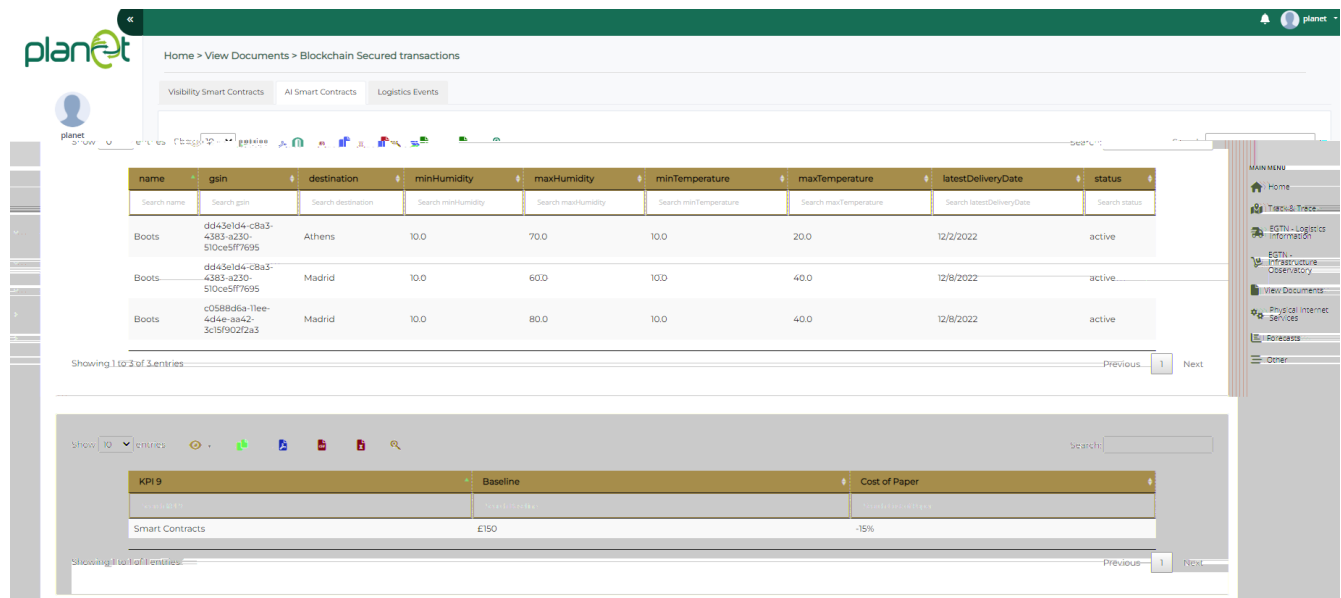 planet
planet
Home > View Documents > Blockchain Secured transactions
Visibility Smart Contracts AI Smart Contracts Logistics Events
planet
Show entries
name gsin destination minHumidity maxHumidity minTemperature maxTemperature latestDeliveryDate status
Search name Search gsin Search destination Search minHumidity Search maxHumidity Search minTemperature Search maxTemperature Search latestDeliveryDate Search status
Boots dd43e1d4-c8a3-4383-a230-510ce5ff7695 Athens 10.0 70.0 10.0 20.0 12/2/2022 active
Boots dd43e1d4-c8a3-4383-a230-510ce5ff7695 Madrid 10.0 60.0 10.0 40.0 12/8/2022 active
Boots c0588d6a-11ee-4d4e-aa42-3c15f902f2a3 Madrid 10.0 80.0 10.0 40.0 12/8/2022 active
Showing 1 to 3 of 3 entries
Previous 1 Next
MAIN MENU
Home
Track & Trace
EGTN - Logistics Information
EGTN - Infrastructure Observatory
View Documents
Physical Internet Services
Forecasts
Other
Show 10 entries
Search:
KPI 9 Baseline Cost of Paper
Smart Contracts £150 -15%
Showing 1 to 1 of 1 entries
Previous 1 Next